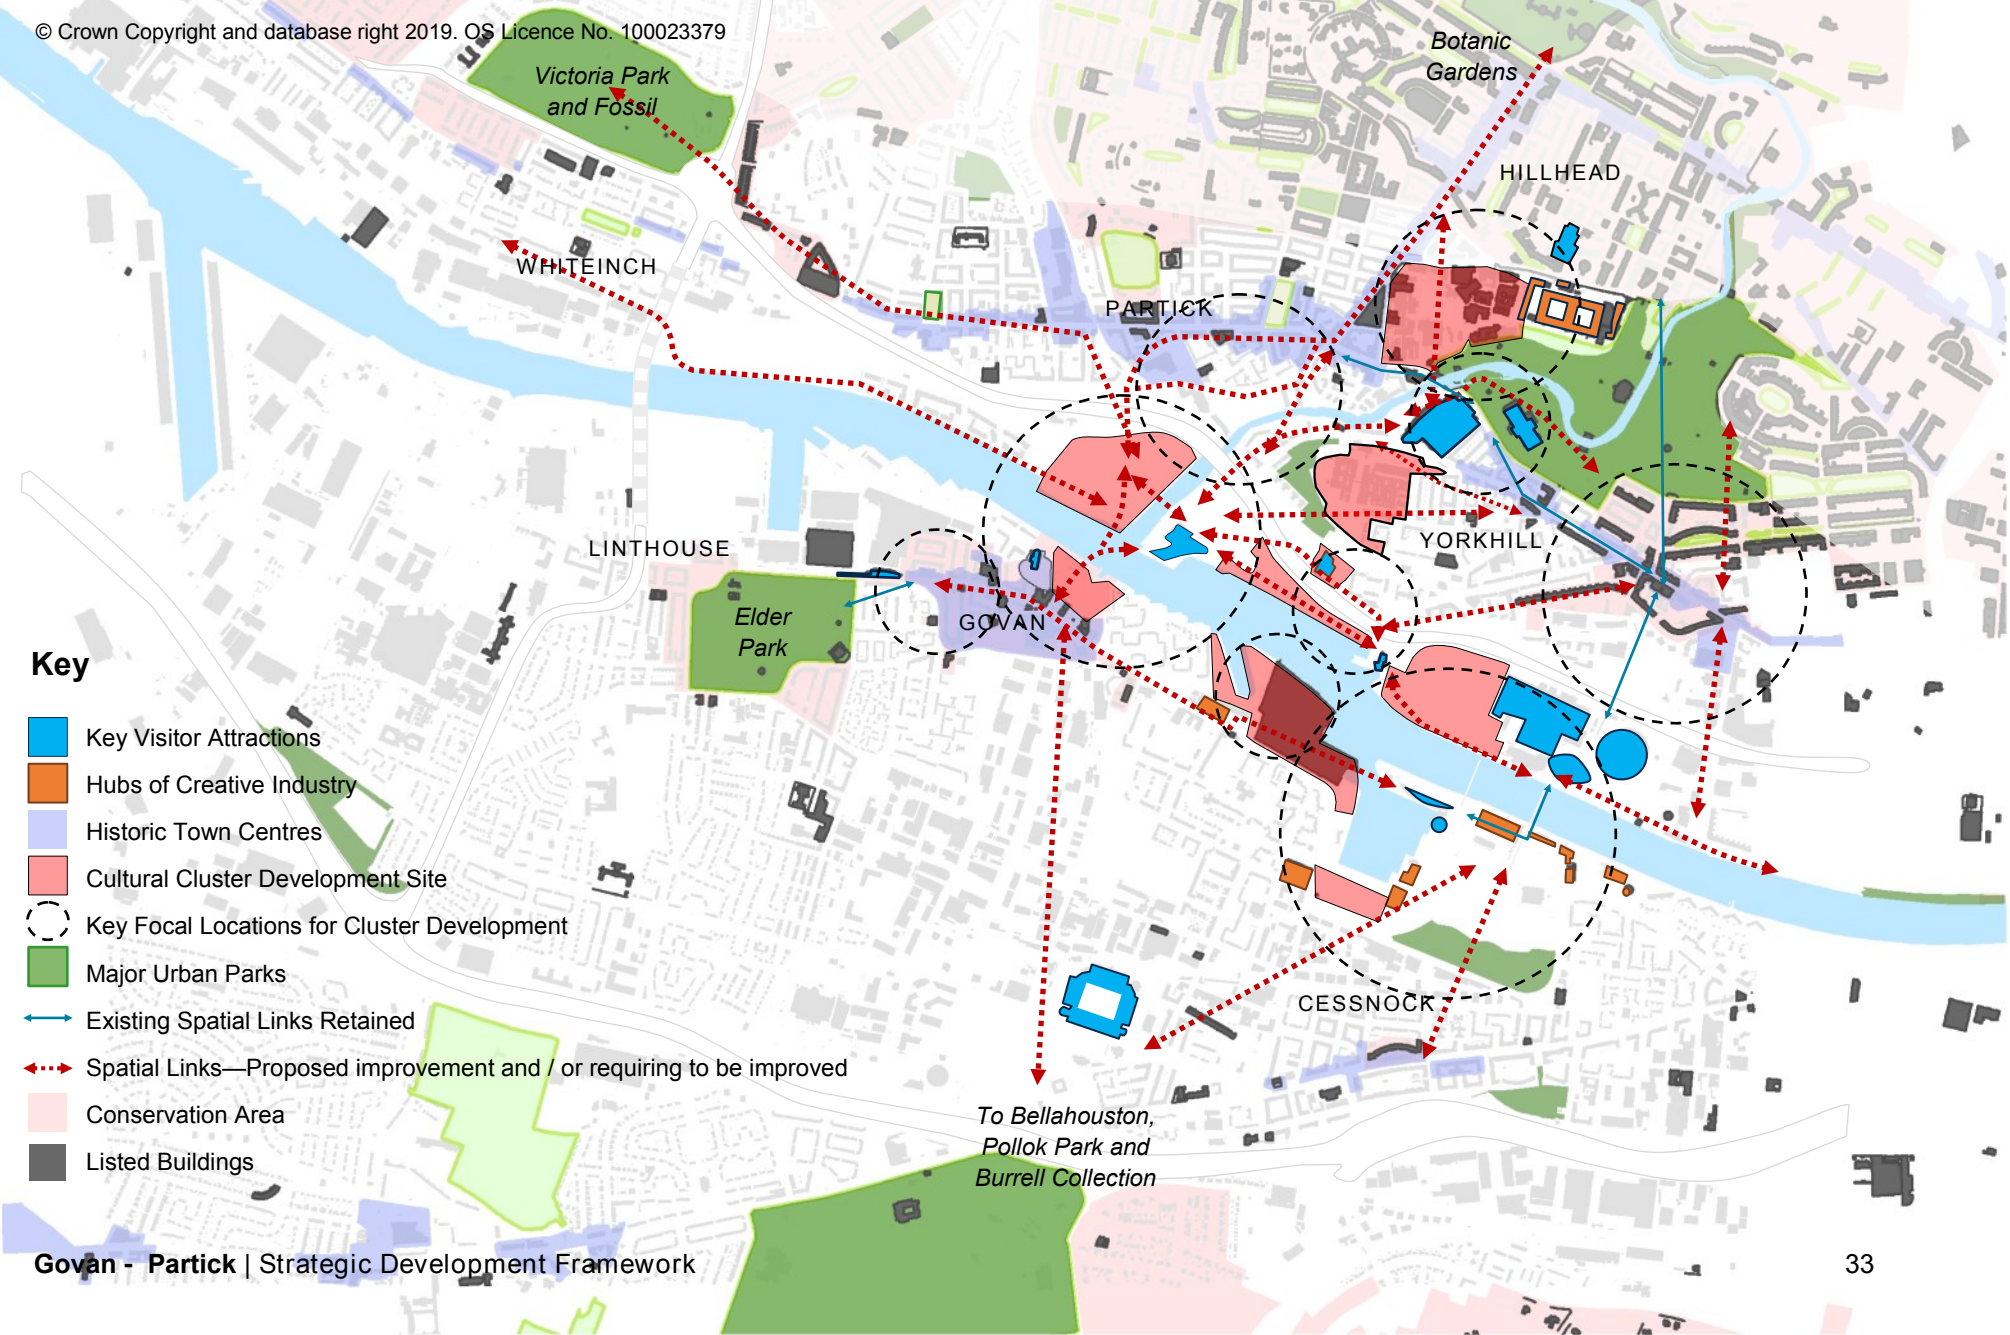 © Crown Copyright and database right 2019. OS Licence No. 100023379
Victoria Park
and Fossil
Botanic
Gardens
HILLHEAD
WHITEINCH
PARTICK
LINTHOUSE
YORKHILL
Elder
Park
GOVAN
CESSNOCK
To Bellahouston,
Pollok Park and
Burrell Collection
Key
Key Visitor Attractions
Hubs of Creative Industry
Historic Town Centres
Cultural Cluster Development Site
Key Focal Locations for Cluster Development
Major Urban Parks
Existing Spatial Links Retained
Spatial Links—Proposed improvement and / or requiring to be improved
Conservation Area
Listed Buildings
Govan - Partick | Strategic Development Framework
33